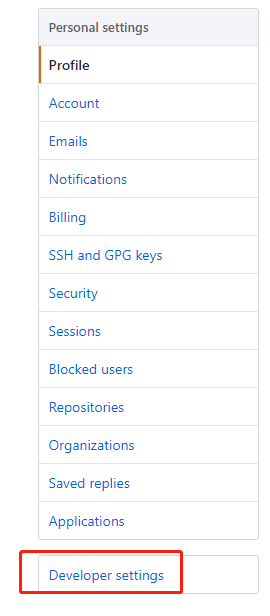 Personal settings
Profile
Account
Emails
Notifications
Billing
SSH and GPG keys
Security
Sessions
Blocked users
Repositories
Organizations
Saved replies
Applications
Developer settings